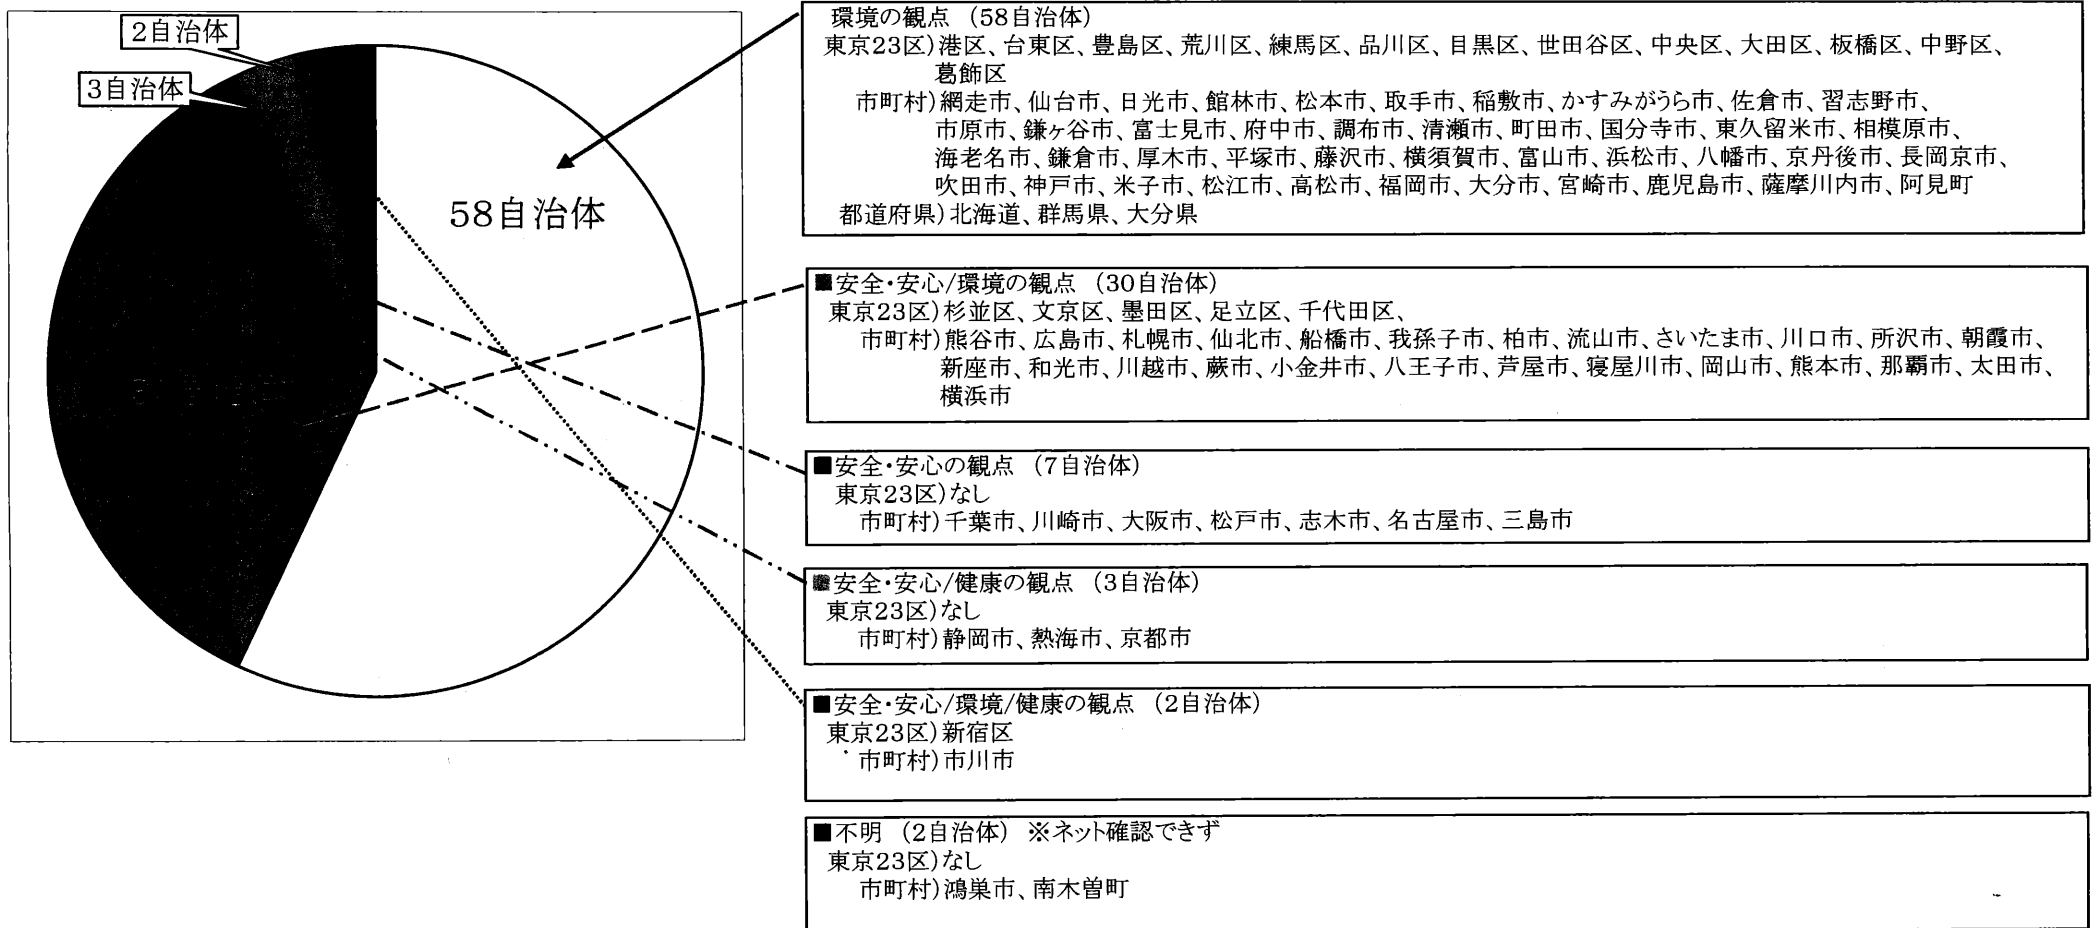 2自治体
3自治体
58自治体
環境の観点 (58自治体)
東京23区)港区、台東区、豊島区、荒川区、練馬区、品川区、目黒区、世田谷区、中央区、大田区、板橋区、中野区、
葛飾区
市町村)網走市、仙台市、日光市、館林市、松本市、取手市、稲敷市、かすみがうら市、佐倉市、習志野市、
市原市、鎌ヶ谷市、富士見市、府中市、調布市、清瀬市、町田市、国分寺市、東久留米市、相模原市、
海老名市、鎌倉市、厚木市、平塚市、藤沢市、横須賀市、富山市、浜松市、八幡市、京丹後市、長岡京市、
吹田市、神戸市、米子市、松江市、高松市、福岡市、大分市、宮崎市、鹿児島市、薩摩川内市、阿見町
都道府県)北海道、群馬県、大分県
■安全・安心/環境の観点 (30自治体)
東京23区)杉並区、文京区、墨田区、足立区、千代田区、
市町村)熊谷市、広島市、札幌市、仙北市、船橋市、我孫子市、柏市、流山市、さいたま市、川口市、所沢市、朝霞市、
新座市、和光市、川越市、蕨市、小金井市、八王子市、芦屋市、寝屋川市、岡山市、熊本市、那覇市、太田市、
横浜市
■安全・安心の観点 (7自治体)
東京23区)なし
市町村)千葉市、川崎市、大阪市、松戸市、志木市、名古屋市、三島市
■安全・安心/健康の観点 (3自治体)
東京23区)なし
市町村)静岡市、熱海市、京都市
■安全・安心/環境/健康の観点 (2自治体)
東京23区)新宿区
市町村)市川市
■不明 (2自治体) ※ネット確認できず
東京23区)なし
市町村)鴻巣市、南木曽町